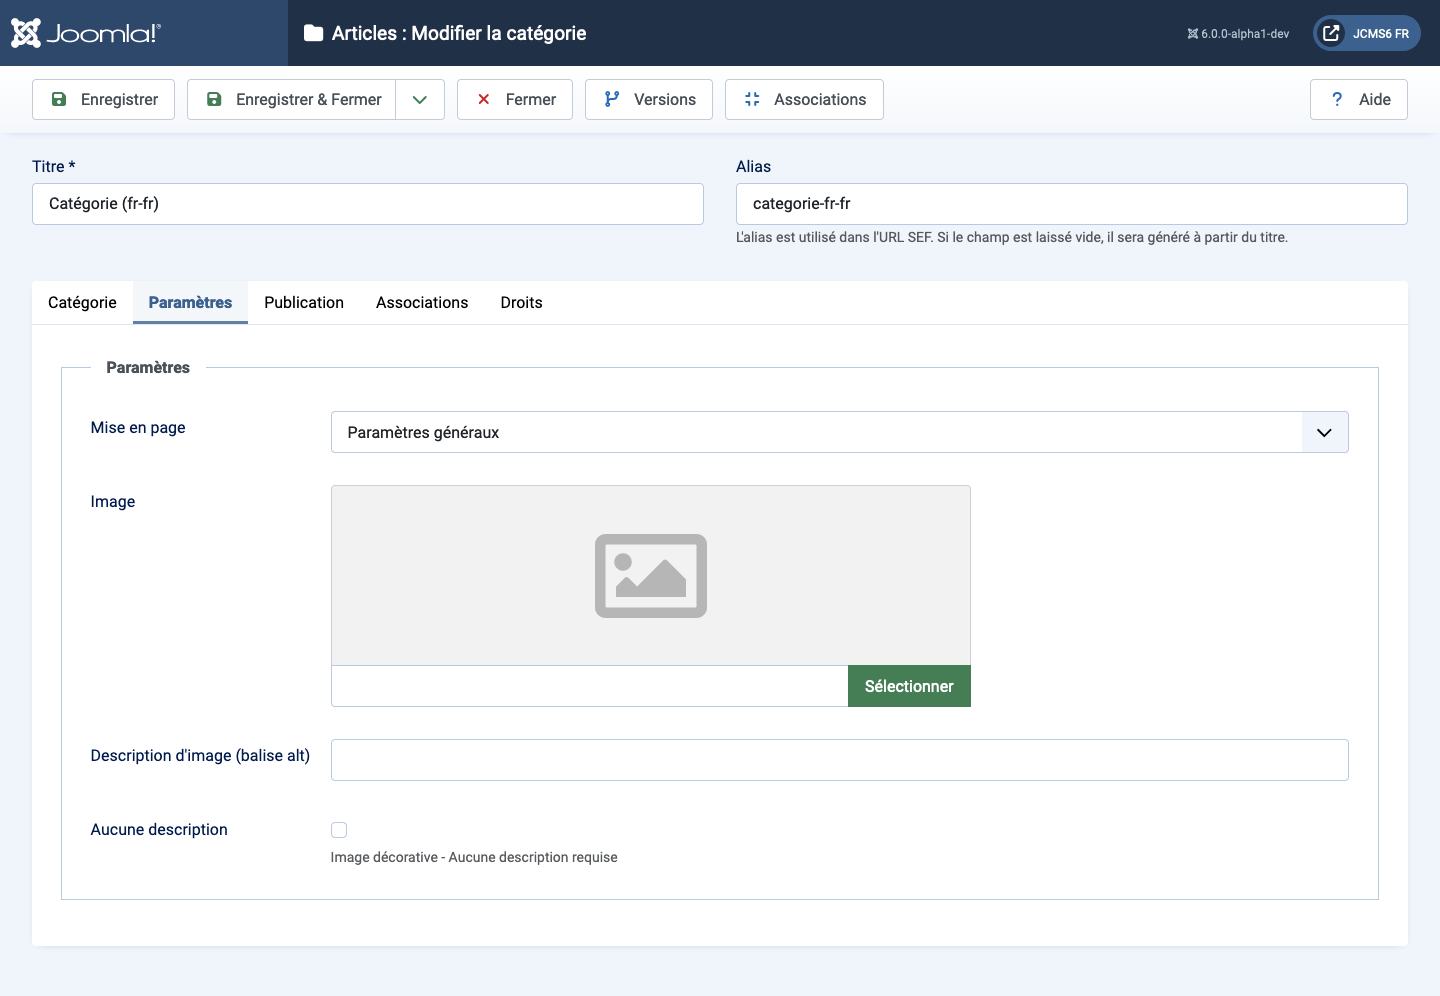 Joomla!®
Articles : Modifier la catégorie
6.0.0-alpha1-dev
JCMS6 FR
Enregistrer
Enregistrer & Fermer
Fermer
Versions
Associations
? Aide
Titre *
Alias
Catégorie (fr-fr)
categorie-fr-fr
L'alias est utilisé dans l'URL SEF. Si le champ est laissé vide, il sera généré à partir du titre.
Catégorie
Paramètres
Publication
Associations
Droits
Paramètres
Mise en page
Paramètres généraux
Image
Sélectionner
Description d'image (balise alt)
Aucune description
Image décorative - Aucune description requise